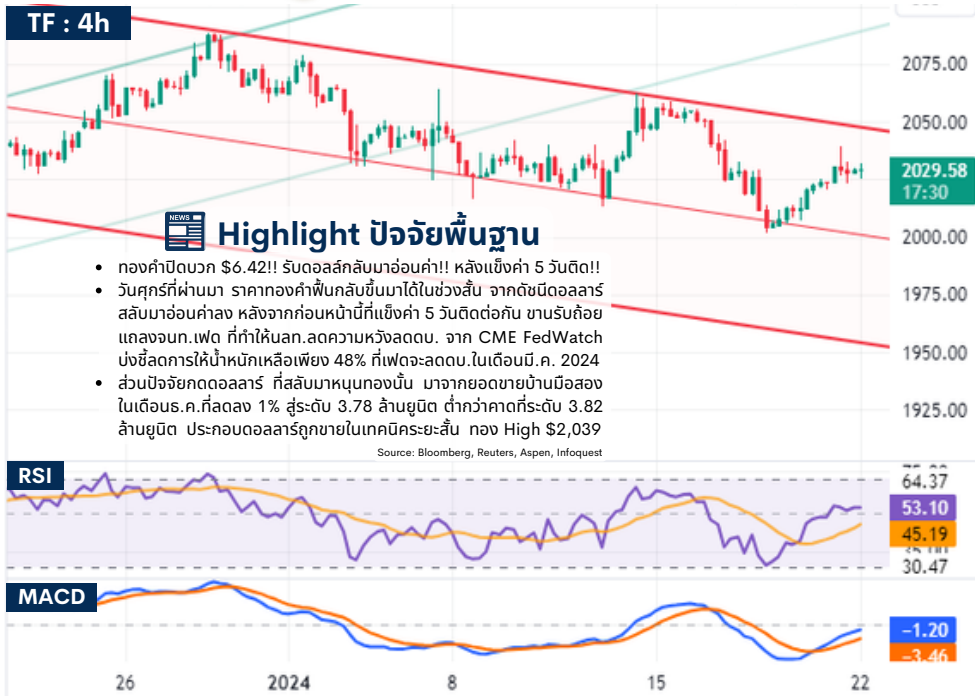 TF : 4h
2075.00
2050.00
2029.58
17:30
2000.00
1975.00
1950.00
1925.00
NEWS
Highlight ปัจจัยพื้นฐาน
• ทองคำปิดบวก $6.42!! รับดอลล์กลับมาอ่อนค่า!! หลังแข็งค่า 5 วันติด!!
• วันศุกร์ที่ผ่านมา ราคาทองคำฟื้นกลับขึ้นมาได้ในช่วงสั้น จากดัชนีดอลลาร์
สลับมาอ่อนค่าลง หลังจากก่อนหน้านี้ที่แข็งค่า 5 วันติดต่อกัน ขานรับถ้อย
แถลงจนท.เฟด ที่ทำให้นลท.ลดความหวังลดดบ. จาก CME FedWatch
บ่งชี้ลดการให้น้ำหนักเหลือเพียง 48% ที่เฟดจะลดดบ.ในเดือนมี.ค. 2024
• ส่วนปัจจัยกดดอลลาร์ ที่สลับมาหนุนทองนั้น มาจากยอดขายบ้านมือสอง
ในเดือนธ.ค.ที่ลดลง 1% สู่ระดับ 3.78 ล้านยูนิต ต่ำกว่าคาดที่ระดับ 3.82
ล้านยูนิต ประกอบดอลลาร์ถูกขายในเทคนิคระยะสั้น ทอง High $2,039
Source: Bloomberg, Reuters, Aspen, Infoquest
RSI
64.37
53.10
45.19
30.47
MACD
−1.20
−3.46
26
2024
8
15
22